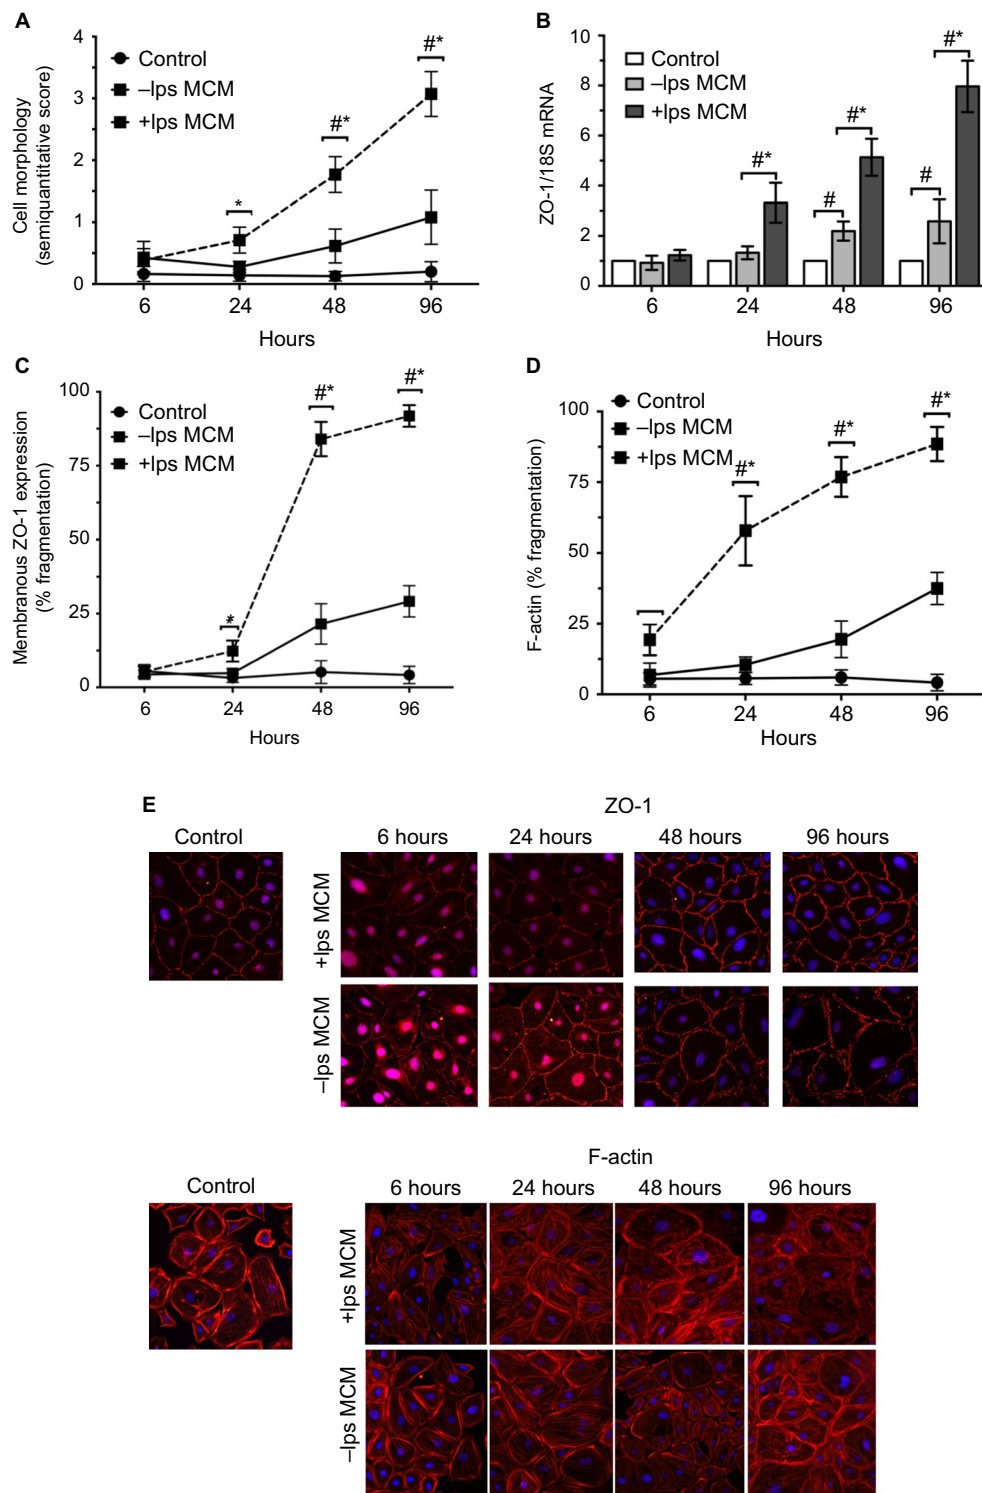 A
Cell morphology
(semiquantitative score)
4
3
2
1
0
Control
–lps MCM
+lps MCM
*
#*
#*
6 24 48 96
Hours
B
ZO-1/18S mRNA
10
8
6
4
2
0
Control
–lps MCM
+lps MCM
#*
#
#*
#
#*
6 24 48 96
Hours
C
Membranous ZO-1 expression
(% fragmentation)
100
75
50
25
0
Control
–lps MCM
+lps MCM
*
#*
#*
6 24 48 96
Hours
D
F-actin (% fragmentation)
100
75
50
25
0
Control
–lps MCM
+lps MCM
#*
#*
#*
6 24 48 96
Hours
E
ZO-1
Control
6 hours 24 hours 48 hours 96 hours
+lps MCM
–lps MCM
F-actin
Control
6 hours 24 hours 48 hours 96 hours
+lps MCM
–lps MCM